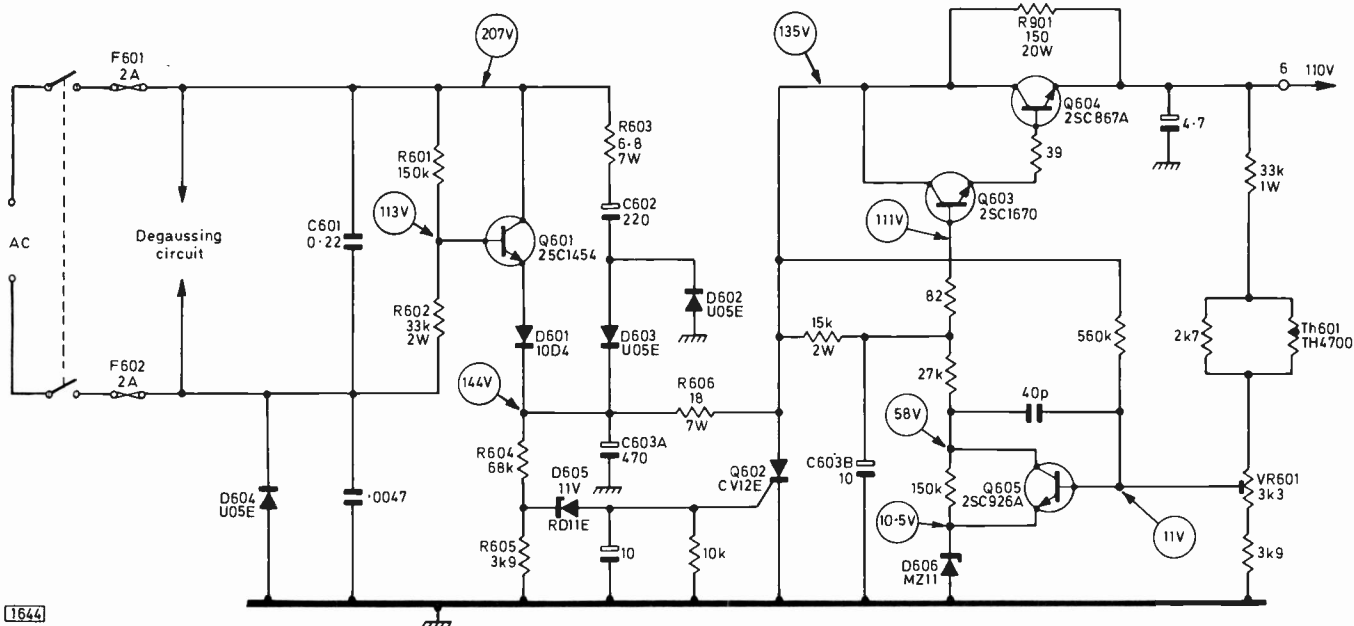 207V
135V
R901
150
20W
F601
2A
6
110V
Q604
2SC867A
4·7
R603
6·8
7W
R601
150k
39
33k
1W
C602
220
Q603
2SC1670
113V
AC
Degaussing
circuit
C601
0·22
Q601
2SC1454
111V
R602
33k
2W
D602
U05E
82
D601
10D4
D603
U05E
15k
2W
560k
2k7
Th601
TH4700
F602
2A
144V
R606
18
7W
27k
40p
58V
R604
68k
C603A
470
D605
11V
RD11E
Q602
CV12E
C603B
10
150k
Q605
2SC926A
VR601
3k3
D604
U05E
·0047
10·5V
11V
R605
3k9
10
10k
D606
MZ11
3k9
1644